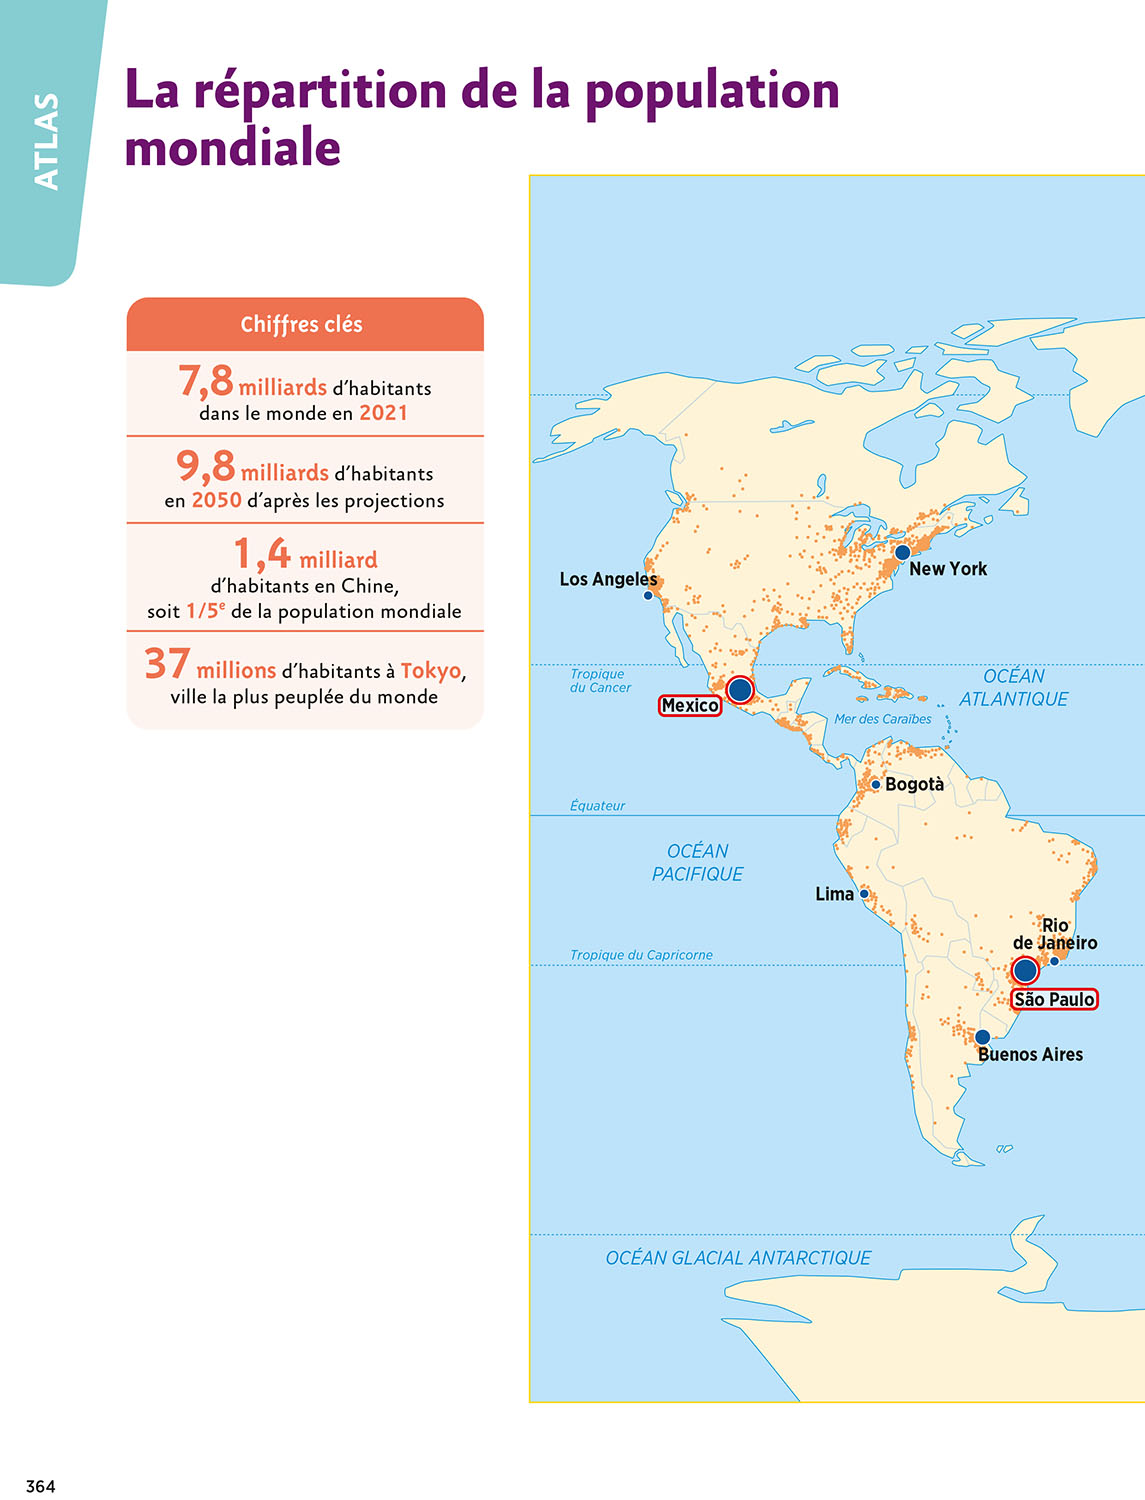 ATLAS
La répartition de la population
mondiale
Chiffres clés
7,8 milliards d'habitants
dans le monde en 2021
9,8 milliards d'habitants
en 2050 d'après les projections
1,4 milliard
d'habitants en Chine,
soit 1/5e de la population mondiale
37 millions d'habitants à Tokyo,
ville la plus peuplée du monde
New York
Los Angeles
Tropique
du Cancer
OCÉAN
ATLANTIQUE
Mexico
Mer des Caraïbes
Bogotà
Équateur
OCÉAN
PACIFIQUE
Lima
Rio
de Janeiro
Tropique du Capricorne
São Paulo
Buenos Aires
OCÉAN GLACIAL ANTARCTIQUE
364